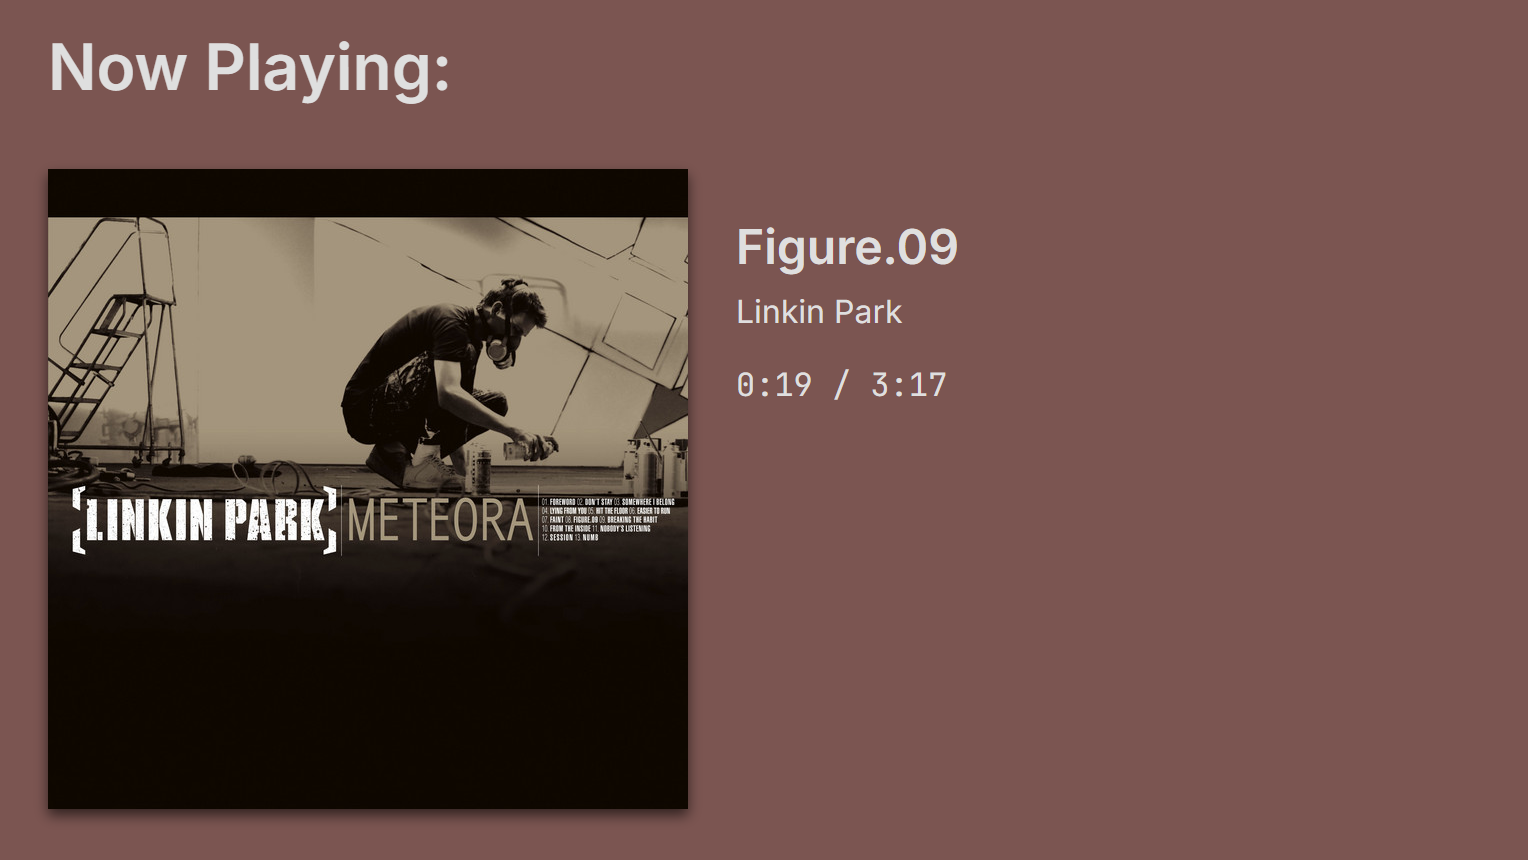 Now Playing:
Figure.09
Linkin Park
0:19 / 3:17
[LINKIN PARK] METEORA
01. FOREWORD 02. DON'T STAY 03. SOMEWHERE I BELONG
04. LYING FROM YOU 05. HIT THE FLOOR 06. EASIER TO RUN
07. FAINT 08. FIGURE.09 09. BREAKING THE HABIT
10. FROM THE INSIDE 11. NOBODY'S LISTENING
12. SESSION 13. NUMB